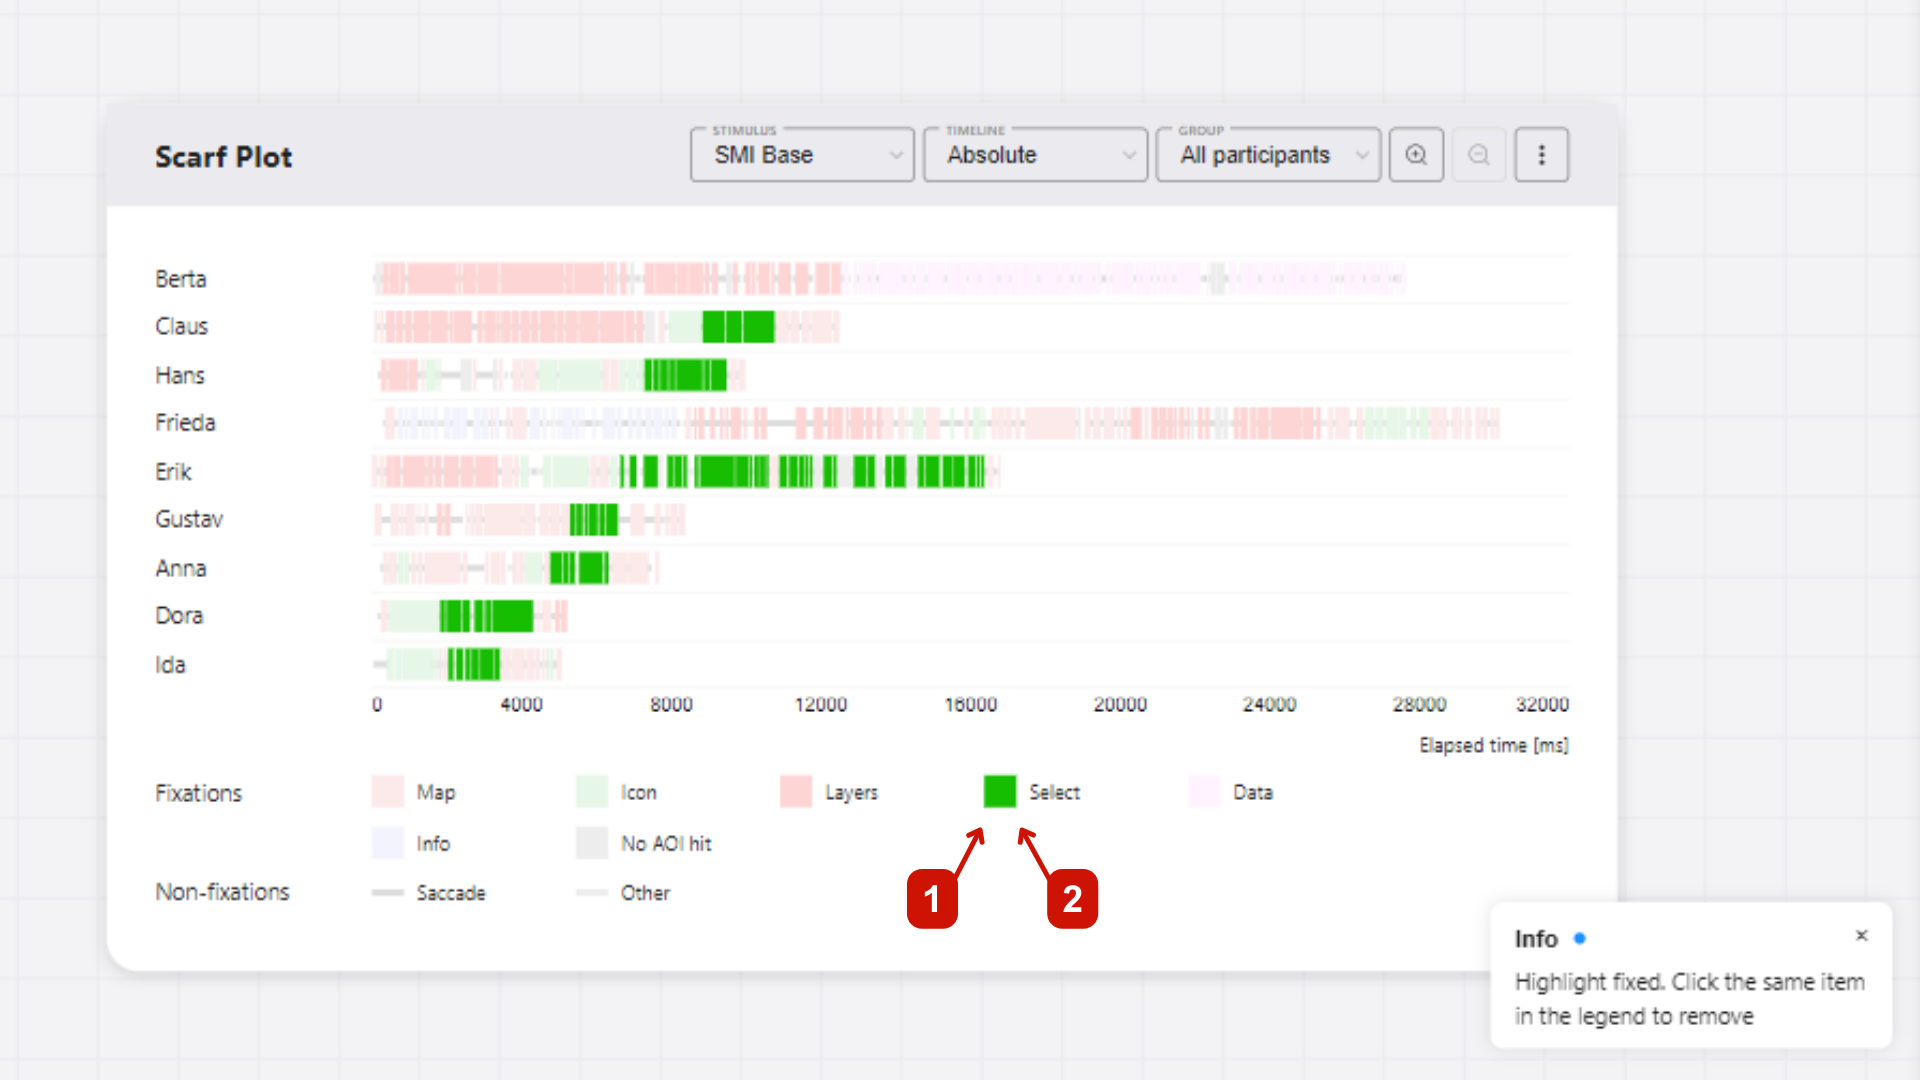 Scarf Plot
STIMULUS
SMI Base
TIMELINE
Absolute
GROUP
All participants
Berta
Claus
Hans
Frieda
Erik
Gustav
Anna
Dora
Ida
0 4000 8000 12000 16000 20000 24000 28000 32000
Elapsed time [ms]
Fixations Map Icon Layers Select Data
Info No AOI hit
1 2
Non-fixations Saccade Other
Info
Highlight fixed. Click the same item
in the legend to remove